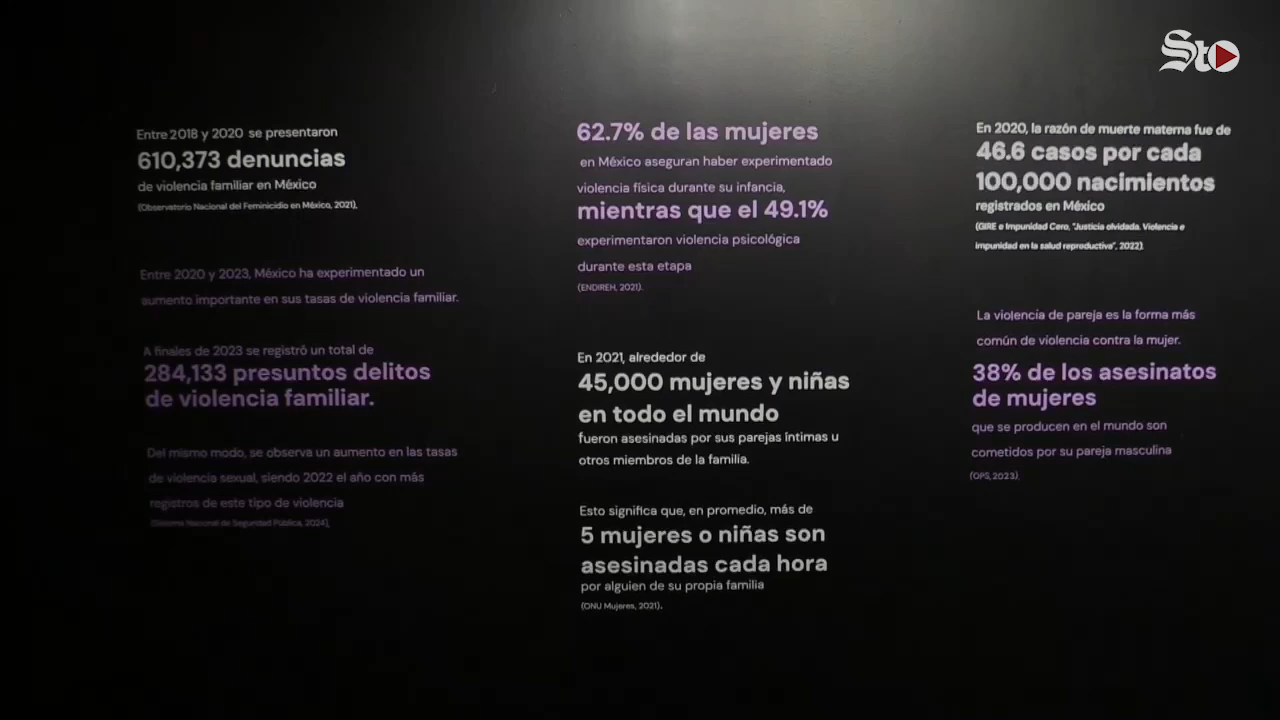 Sto
Entre 2018 y 2020 se presentaron
610,373 denuncias
de violencia familiar en México
(Observatorio Nacional del Feminicidio en México, 2021),
Entre 2020 y 2023, México ha experimentado un
aumento importante en sus tasas de violencia familiar.
A finales de 2023 se registró un total de
284,133 presuntos delitos
de violencia familiar.
Del mismo modo, se observa un aumento en las tasas
de violencia sexual, siendo 2022 el año con más
registros de este tipo de violencia
(Sistema Nacional de Seguridad Pública, 2024),
62.7% de las mujeres
en México aseguran haber experimentado
violencia física durante su infancia,
mientras que el 49.1%
experimentaron violencia psicológica
durante esta etapa
(ENDIREH, 2021).
En 2021, alrededor de
45,000 mujeres y niñas
en todo el mundo
fueron asesinadas por sus parejas íntimas u
otros miembros de la familia.
Esto significa que, en promedio, más de
5 mujeres o niñas son
asesinadas cada hora
por alguien de su propia familia
(ONU Mujeres, 2021).
En 2020, la razón de muerte materna fue de
46.6 casos por cada
100,000 nacimientos
registrados en México
(GIRE e Impunidad Cero, "Justicia olvidada. Violencia e
impunidad en la salud reproductiva", 2022).
La violencia de pareja es la forma más
común de violencia contra la mujer.
38% de los asesinatos
de mujeres
que se producen en el mundo son
cometidos por su pareja masculina
(OPS, 2023).